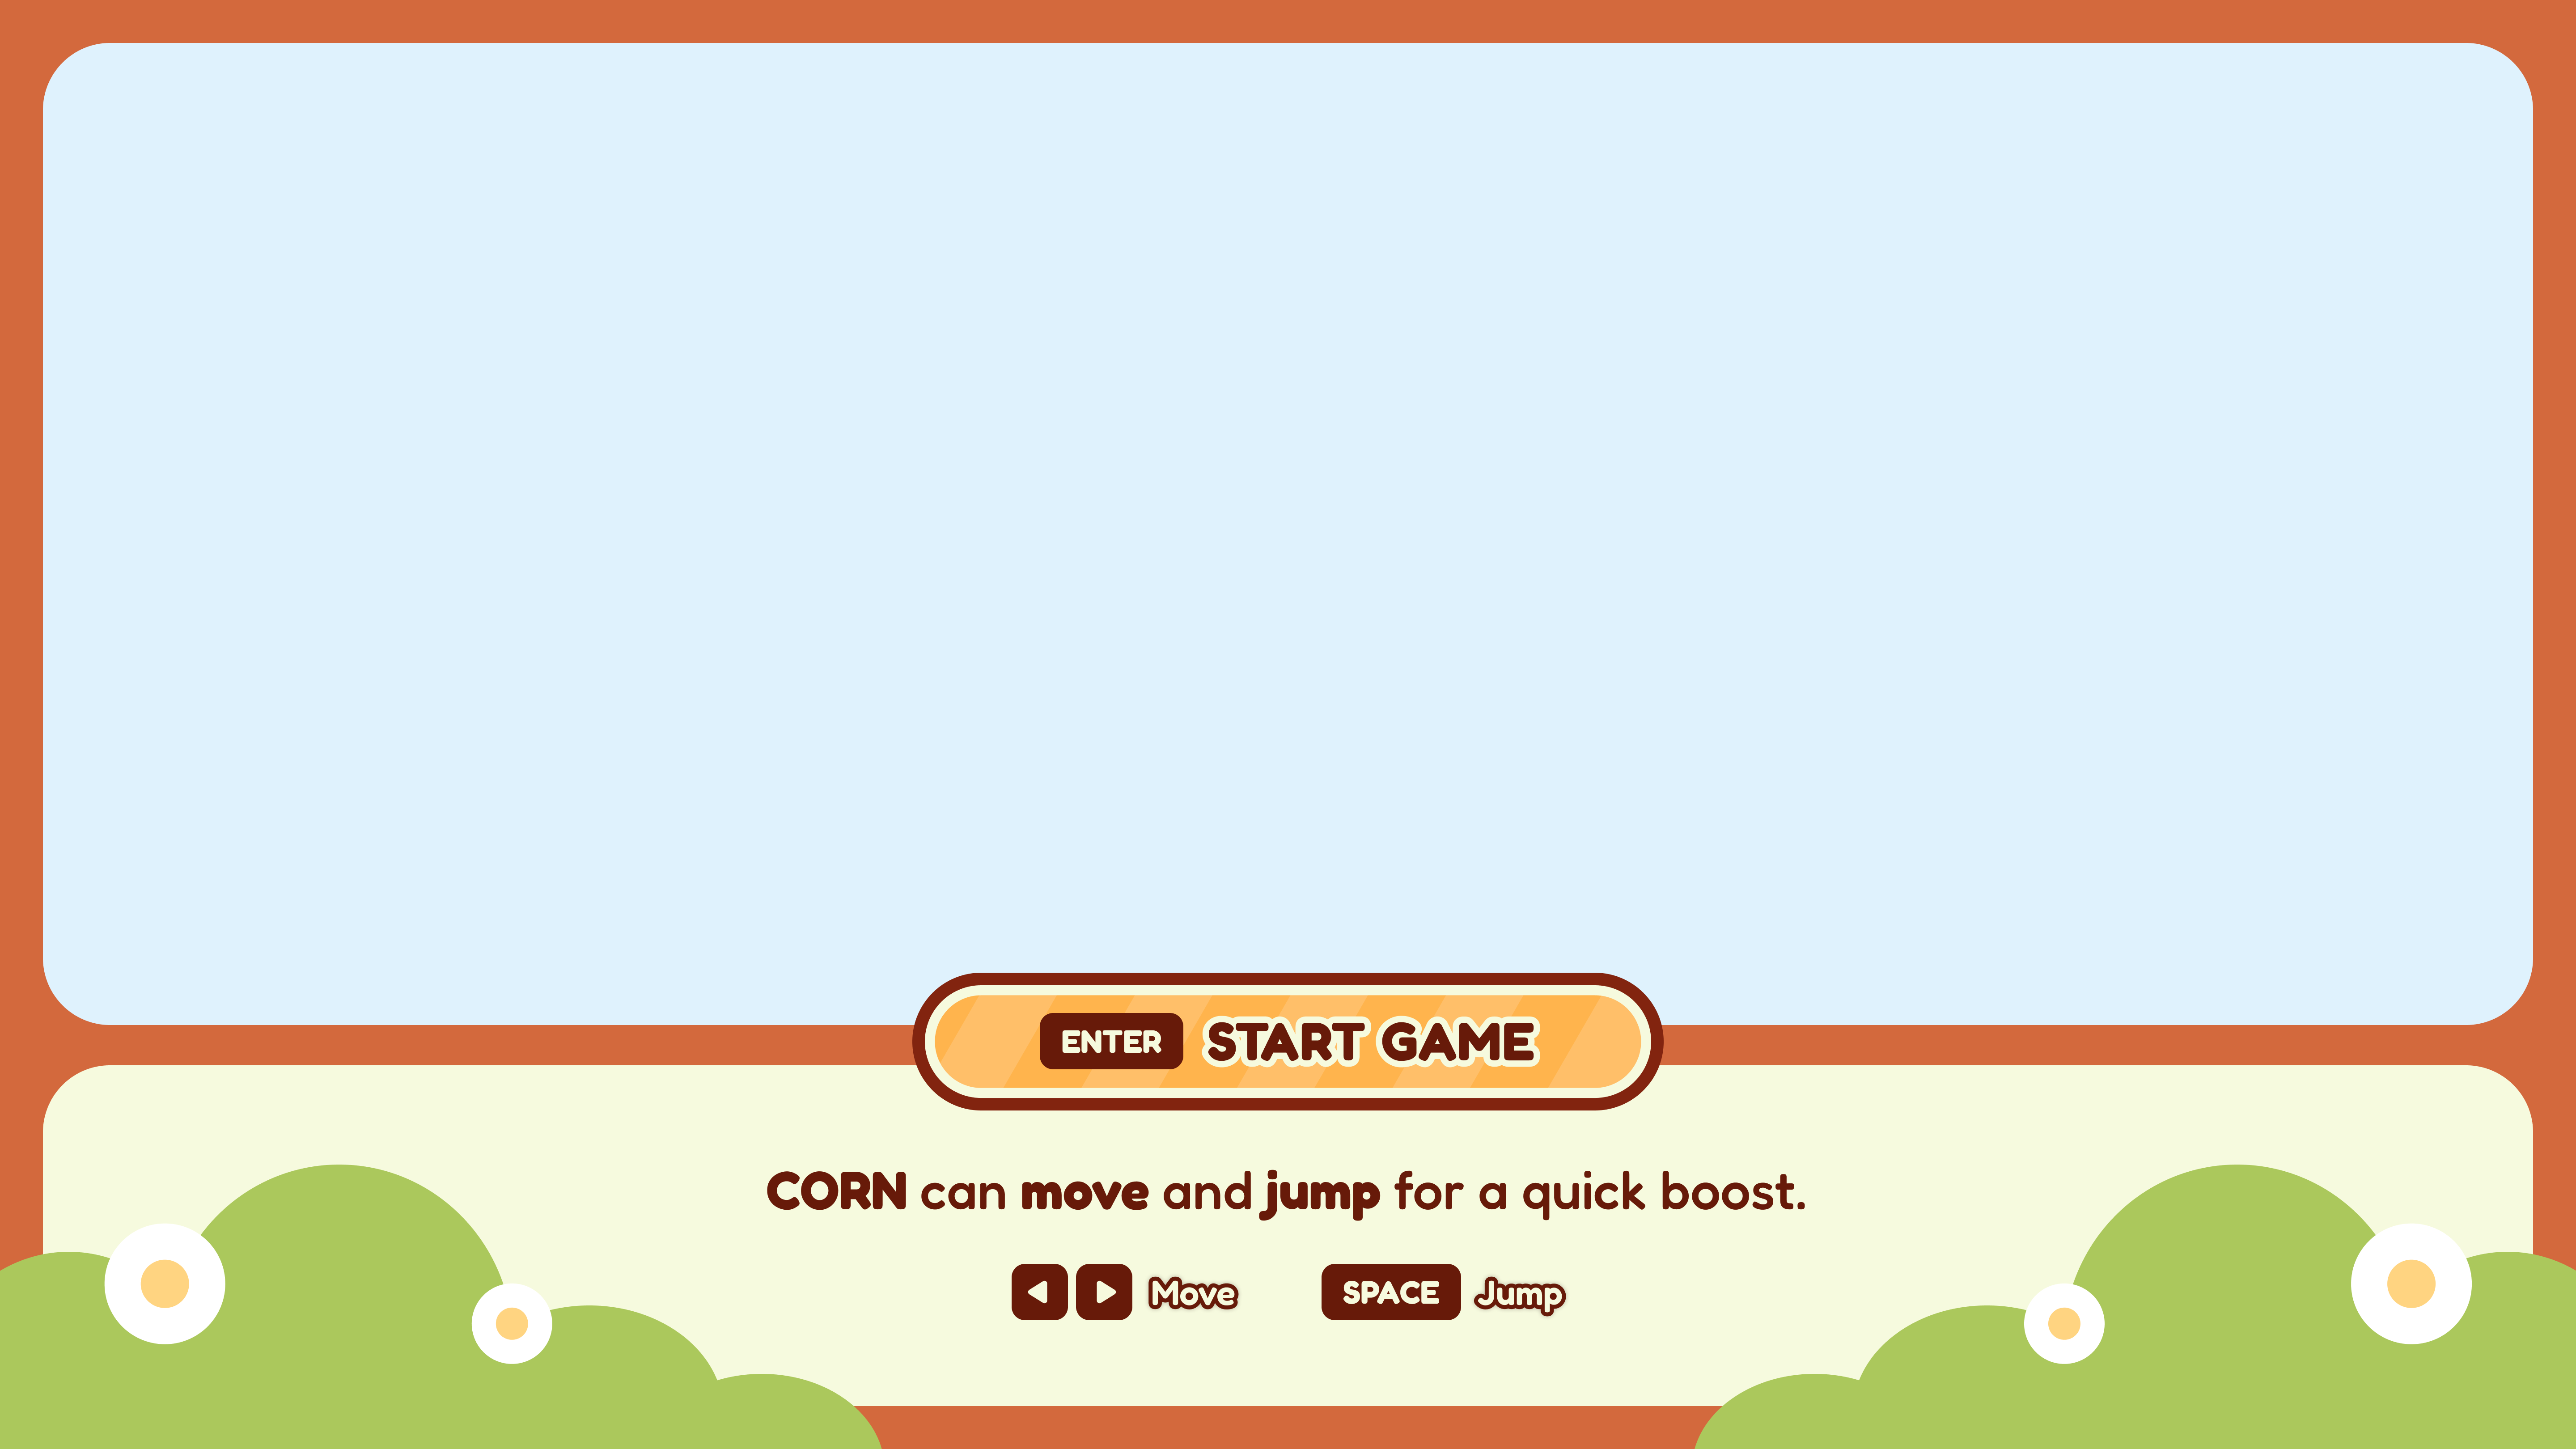 ENTER START GAME
CORN can move and jump for a quick boost.
Move SPACE Jump